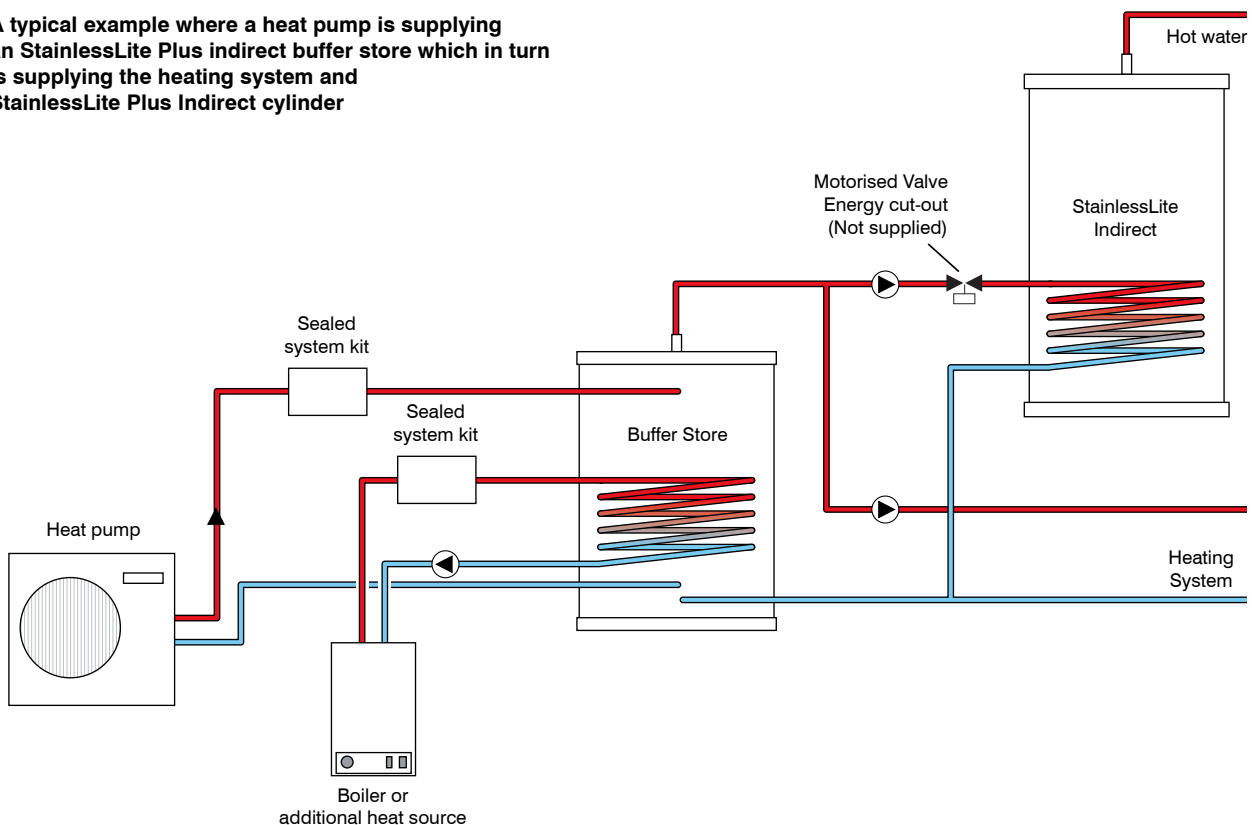 A typical example where a heat pump is supplying
an StainlessLite Plus indirect buffer store which in turn
is supplying the heating system and
StainlessLite Plus Indirect cylinder
Hot water
Motorised Valve
Energy cut-out
(Not supplied)
StainlessLite
Indirect
Sealed
system kit
Sealed
system kit
Buffer Store
Heat pump
Heating
System
Boiler or
additional heat source